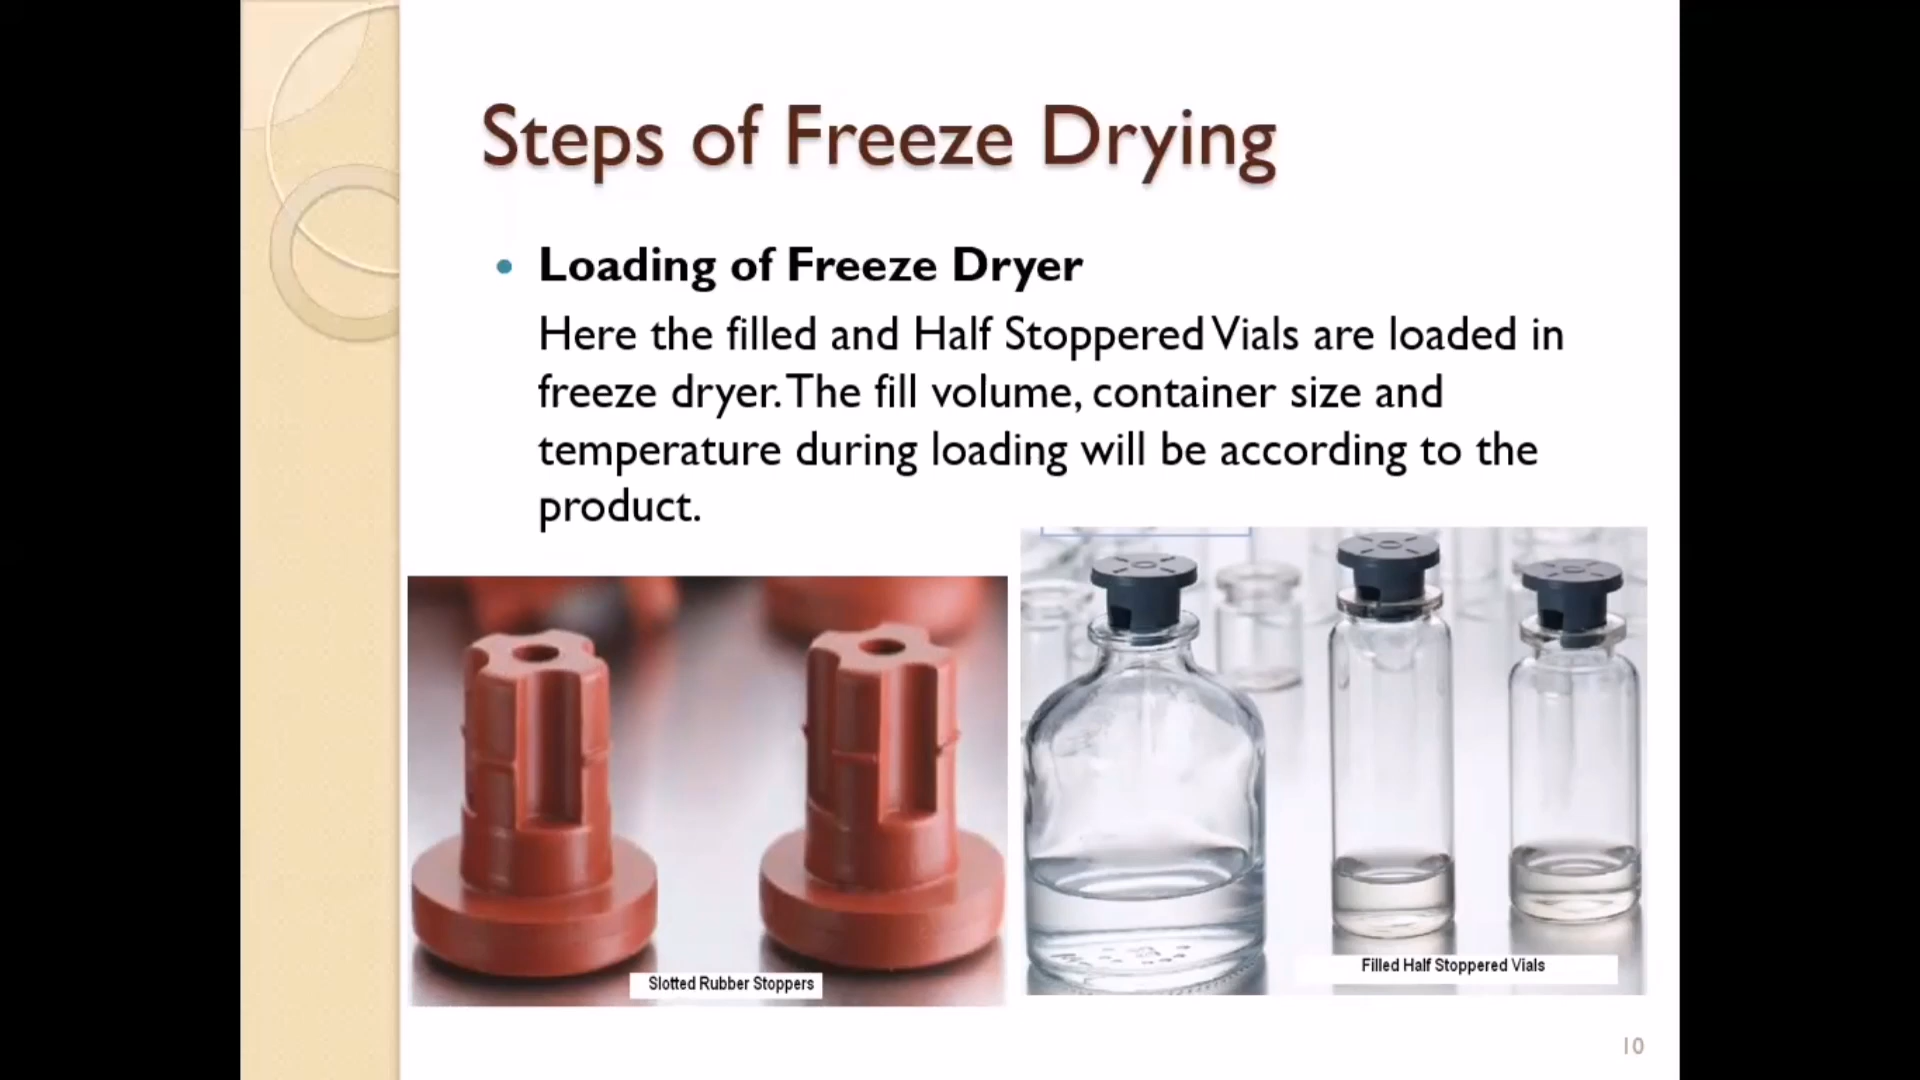 Steps of Freeze Drying
• Loading of Freeze Dryer
Here the filled and Half Stoppered Vials are loaded in
freeze dryer. The fill volume, container size and
temperature during loading will be according to the
product.
Slotted Rubber Stoppers
Filled Half Stoppered Vials
10